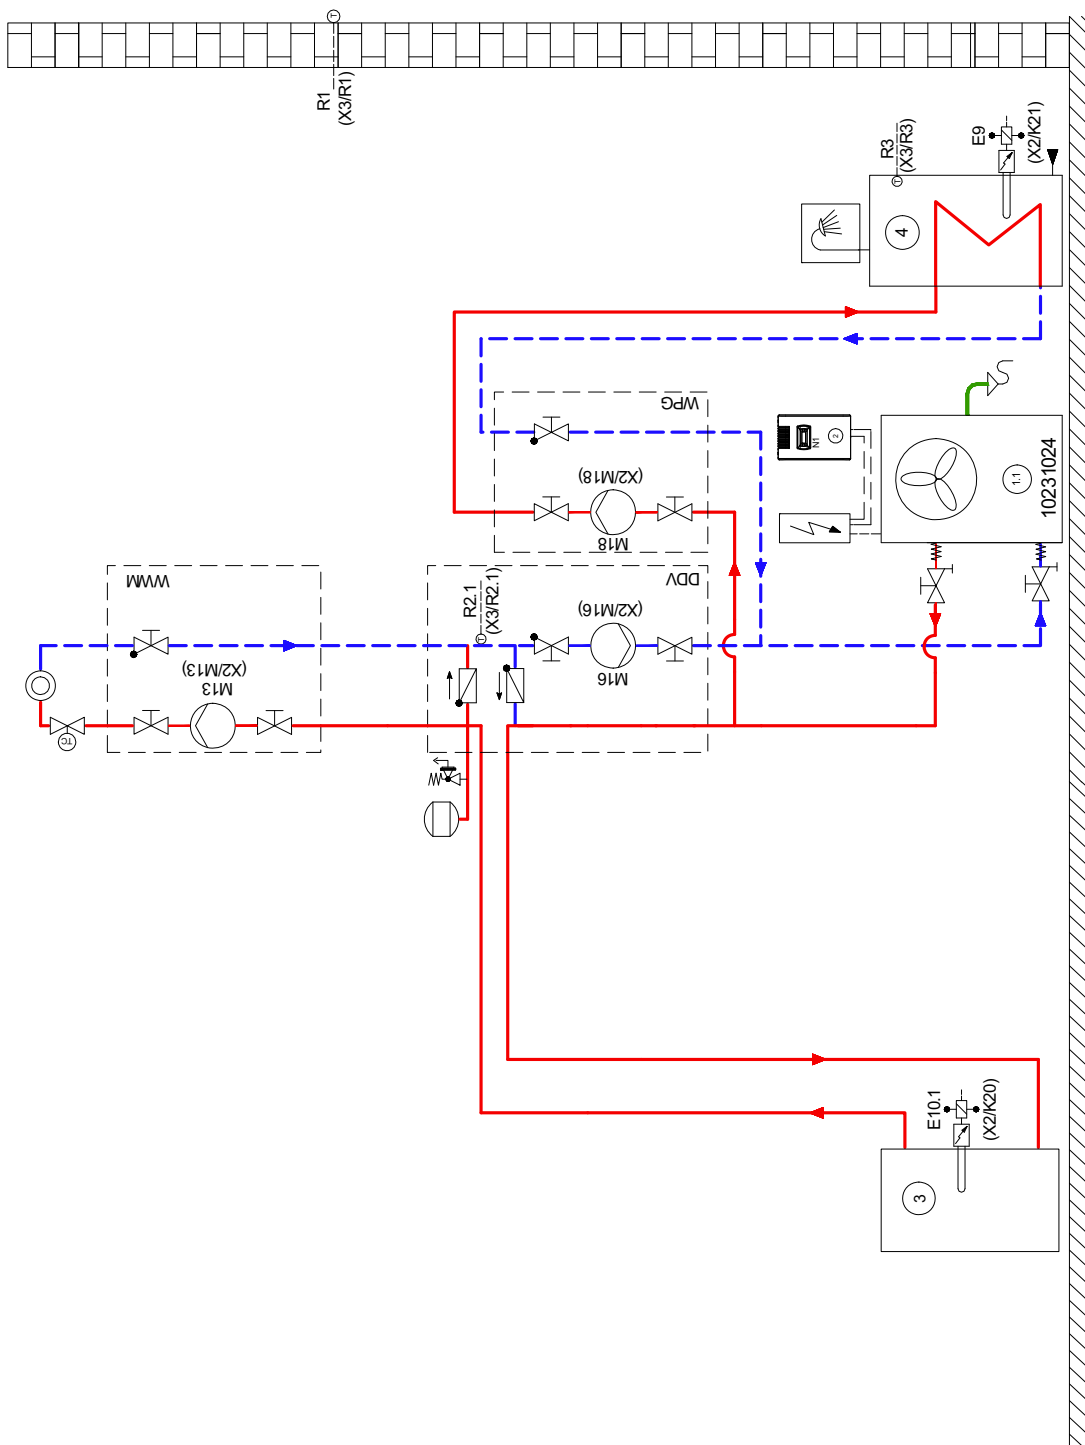 R1
(X3/R1)
T
R3
(X3/R3)
T
E9
(X2/K21)
4
WPG
M18
(X2/M18)
N1
2
1.1
10231024
WWM
M13
(X2/M13)
TC
DDV
R2.1
(X3/R2.1)
T
M16
(X2/M16)
E10.1
(X2/K20)
3